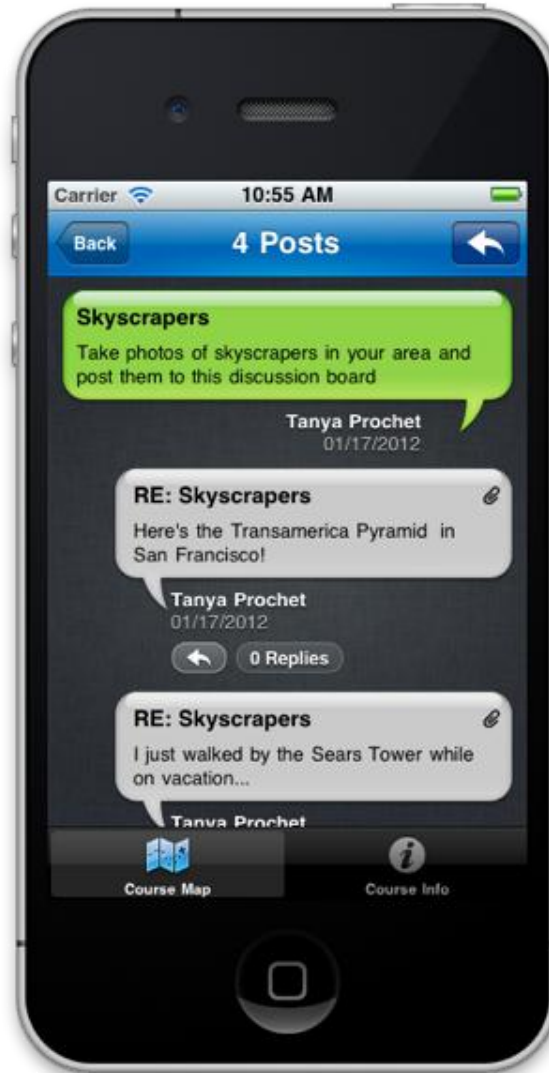 Carrier 10:55 AM
Back 4 Posts
Skyscrapers
Take photos of skyscrapers in your area and
post them to this discussion board
Tanya Prochet
01/17/2012
RE: Skyscrapers
Here's the Transamerica Pyramid in
San Francisco!
Tanya Prochet
01/17/2012
0 Replies
RE: Skyscrapers
I just walked by the Sears Tower while
on vacation...
Tanya Prochet
Course Map Course Info